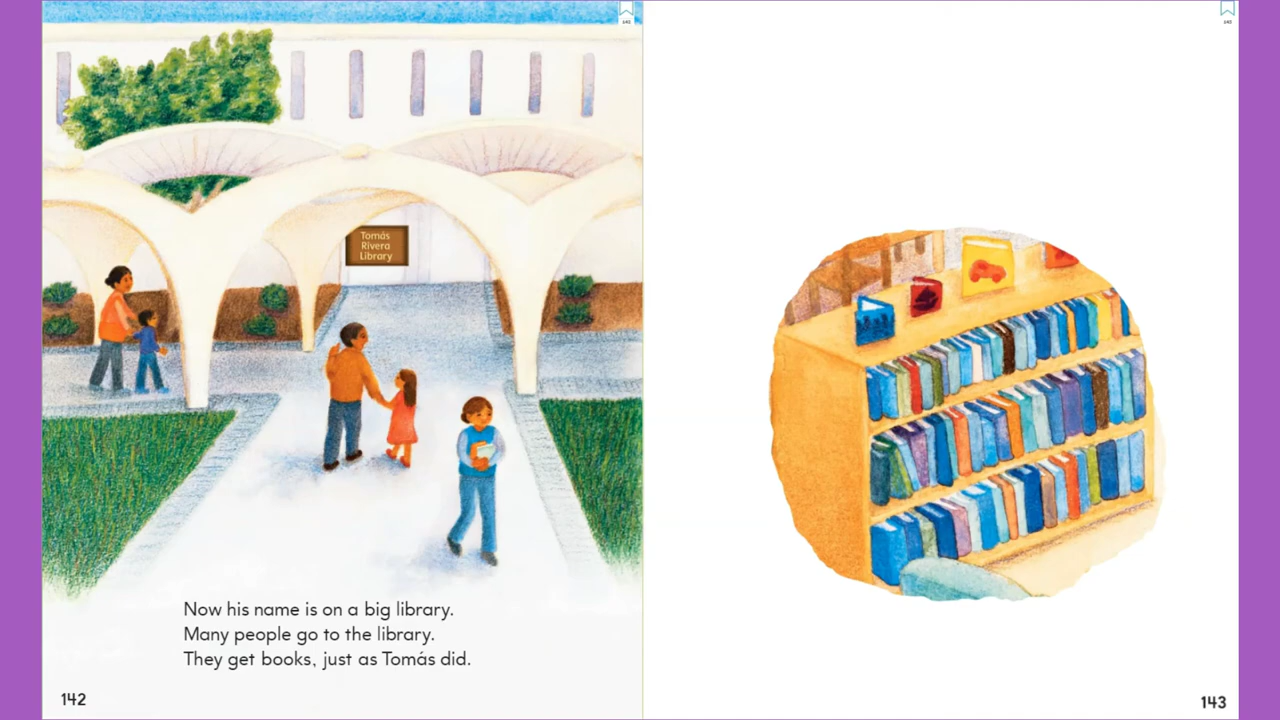 Tomás
Rivera
Library
Now his name is on a big library.
Many people go to the library.
They get books, just as Tomás did.
142
143